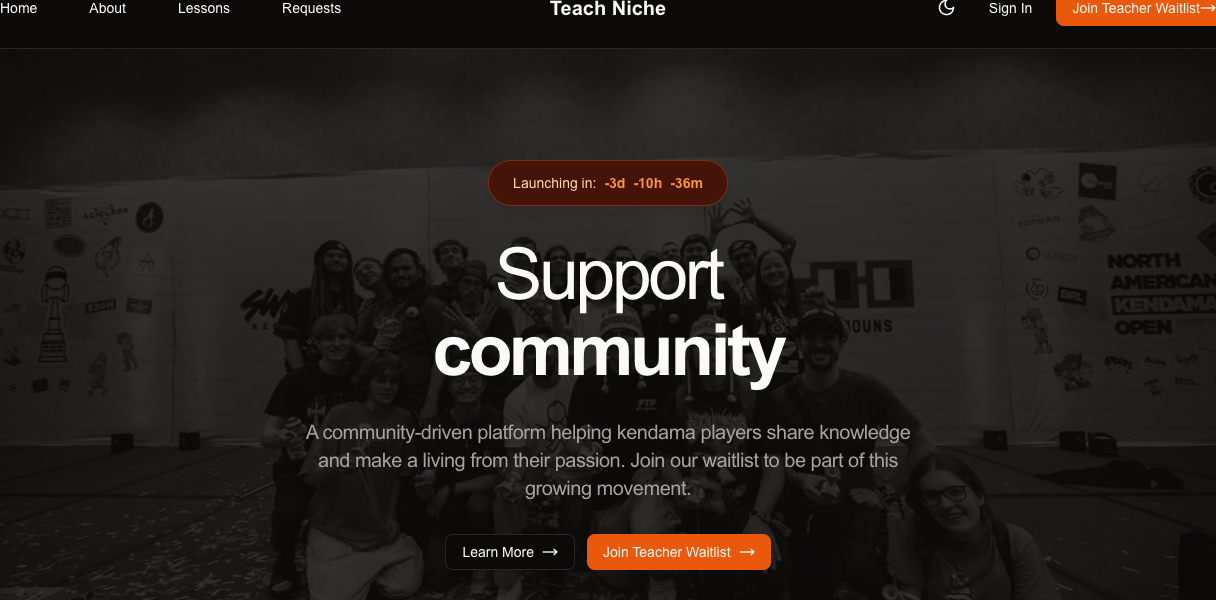 Home About Lessons Requests Teach Niche Sign In Join Teacher Waitlist→
Launching in: -3d -10h -36m
NORTH
AMERICAN
KENDAMA
OPEN
Support
community
FTP
A community-driven platform helping kendama players share knowledge
and make a living from their passion. Join our waitlist to be part of this
growing movement.
Learn More → Join Teacher Waitlist →